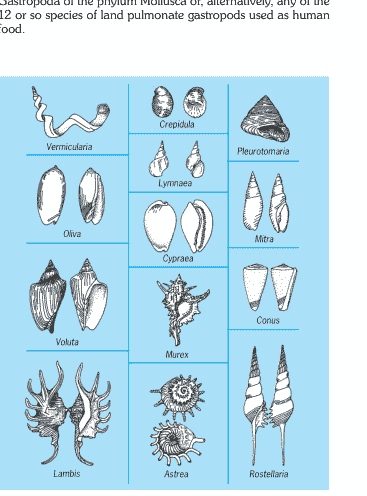 Gastropoda of the phylum Mollusca or, alternatively, any of the
12 or so species of land pulmonate gastropods used as human
food.
Vermicularia
Crepidula
Pleurotomaria
Lymnaea
Oliva
Cypraea
Mitra
Voluta
Murex
Conus
Lambis
Astrea
Rostellaria